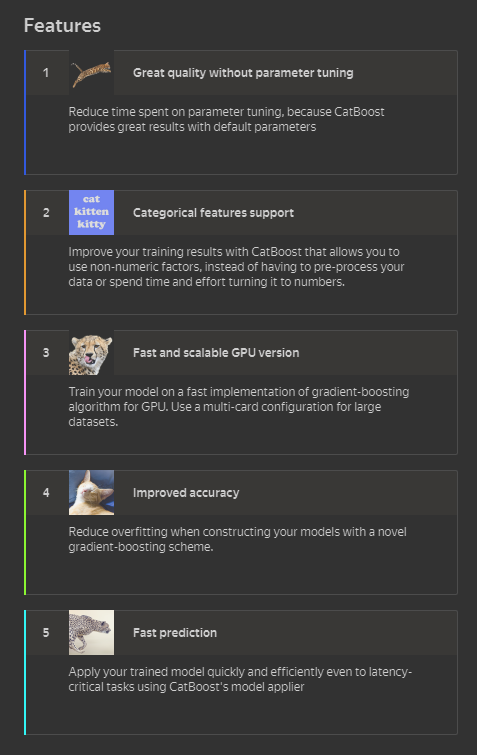 Features
1 Great quality without parameter tuning
Reduce time spent on parameter tuning, because CatBoost
provides great results with default parameters
cat
kitten
kitty
2 Categorical features support
Improve your training results with CatBoost that allows you to
use non-numeric factors, instead of having to pre-process your
data or spend time and effort turning it to numbers.
3 Fast and scalable GPU version
Train your model on a fast implementation of gradient-boosting
algorithm for GPU. Use a multi-card configuration for large
datasets.
4 Improved accuracy
Reduce overfitting when constructing your models with a novel
gradient-boosting scheme.
5 Fast prediction
Apply your trained model quickly and efficiently even to latency-
critical tasks using CatBoost's model applier